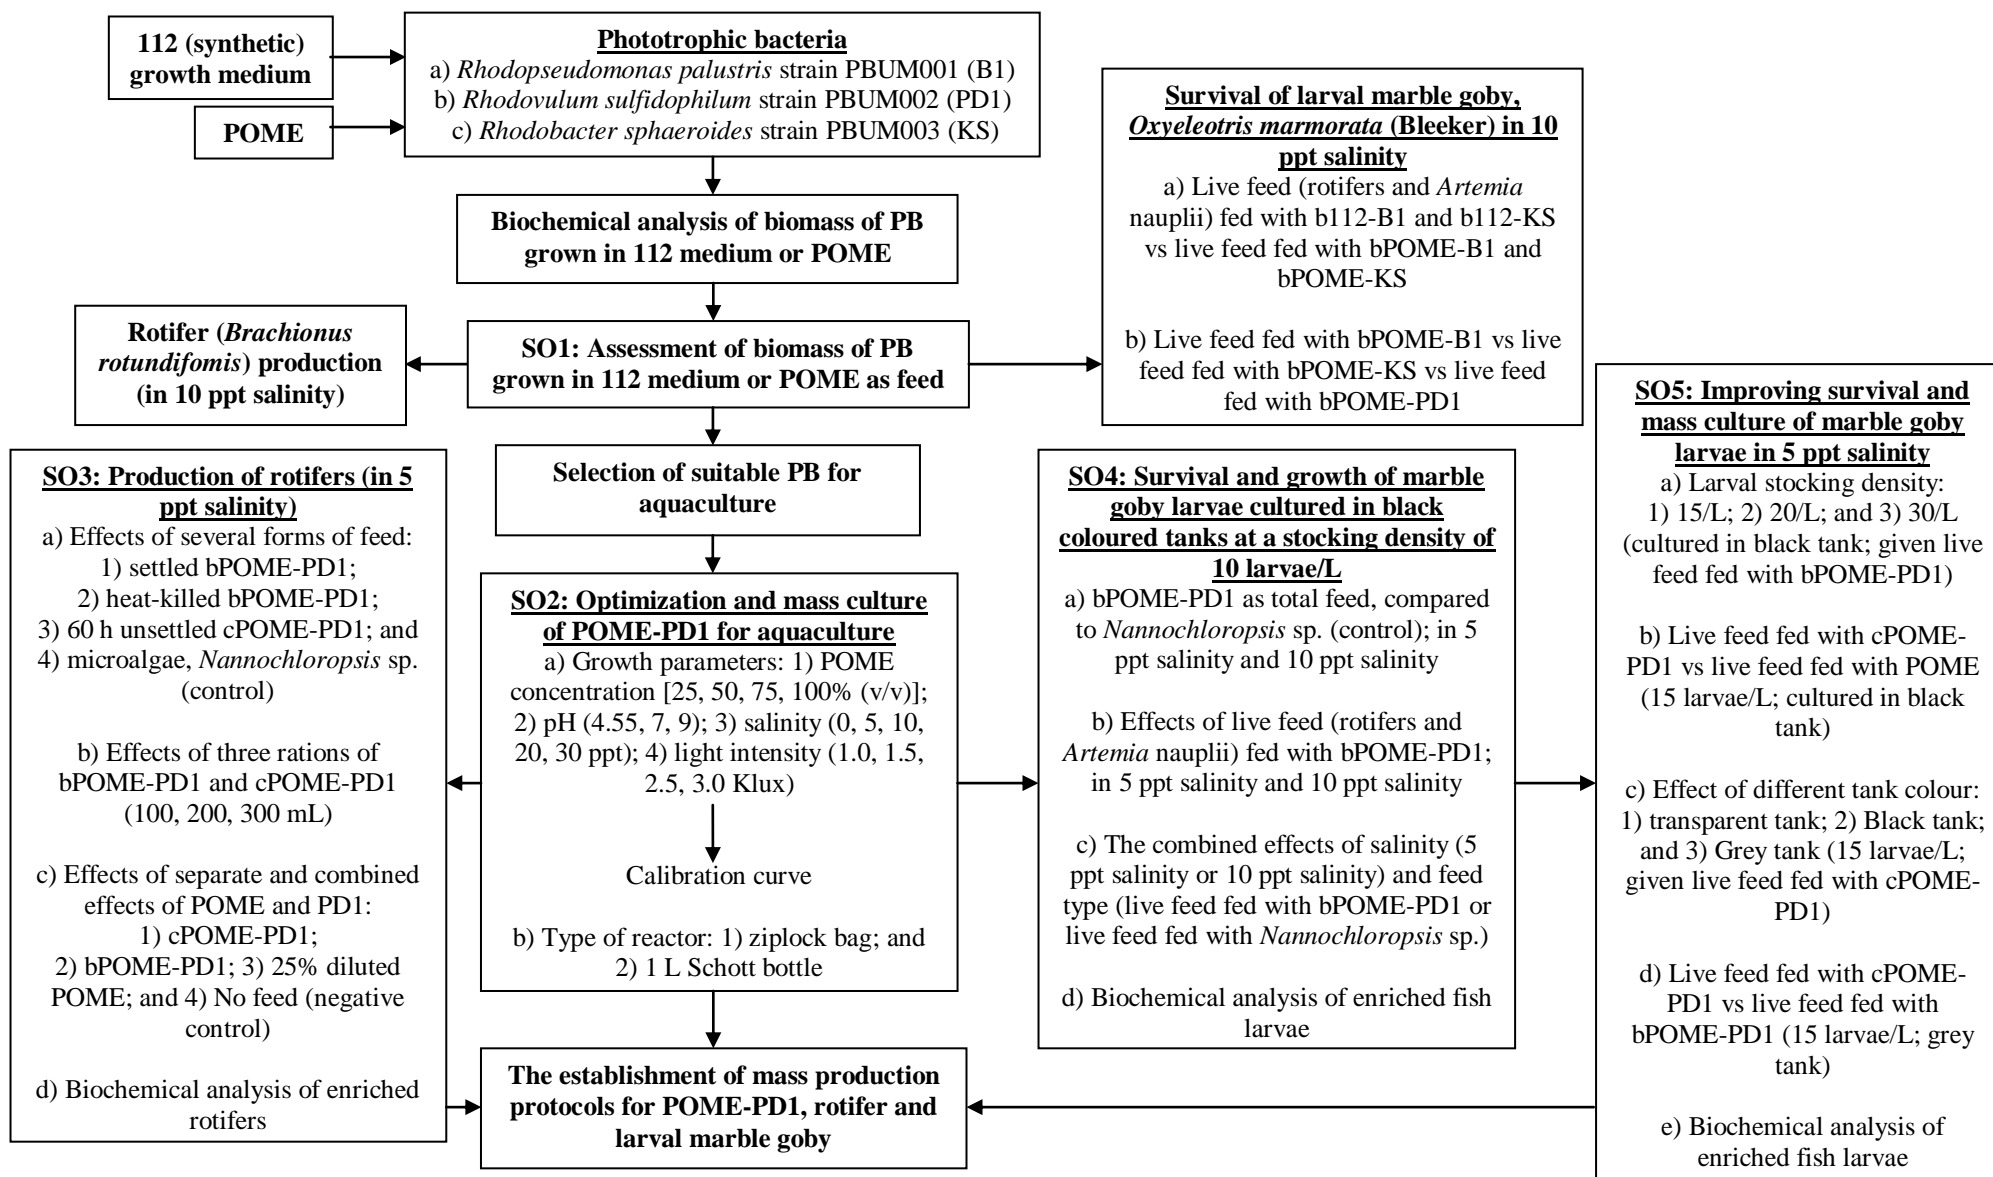 112 (synthetic)
growth medium
POME
Phototrophic bacteria
a) Rhodopseudomonas palustris strain PBUM001 (B1)
b) Rhodovulum sulfidophilum strain PBUM002 (PD1)
c) Rhodobacter sphaeroides strain PBUM003 (KS)
Biochemical analysis of biomass of PB
grown in 112 medium or POME
SO1: Assessment of biomass of PB
grown in 112 medium or POME as feed
Rotifer (Brachionus
rotundifomis) production
(in 10 ppt salinity)
Survival of larval marble goby,
Oxyeleotris marmorata (Bleeker) in 10
ppt salinity
a) Live feed (rotifers and Artemia
nauplii) fed with b112-B1 and b112-KS
vs live feed fed with bPOME-B1 and
bPOME-KS
b) Live feed fed with bPOME-B1 vs live
feed fed with bPOME-KS vs live feed
fed with bPOME-PD1
Selection of suitable PB for
aquaculture
SO2: Optimization and mass culture
of POME-PD1 for aquaculture
a) Growth parameters: 1) POME
concentration [25, 50, 75, 100% (v/v)];
2) pH (4.55, 7, 9); 3) salinity (0, 5, 10,
20, 30 ppt); 4) light intensity (1.0, 1.5,
2.5, 3.0 Klux)
Calibration curve
b) Type of reactor: 1) ziplock bag; and
2) 1 L Schott bottle
SO3: Production of rotifers (in 5
ppt salinity)
a) Effects of several forms of feed:
1) settled bPOME-PD1;
2) heat-killed bPOME-PD1;
3) 60 h unsettled cPOME-PD1; and
4) microalgae, Nannochloropsis sp.
(control)
b) Effects of three rations of
bPOME-PD1 and cPOME-PD1
(100, 200, 300 mL)
c) Effects of separate and combined
effects of POME and PD1:
1) cPOME-PD1;
2) bPOME-PD1; 3) 25% diluted
POME; and 4) No feed (negative
control)
d) Biochemical analysis of enriched
rotifers
SO4: Survival and growth of marble
goby larvae cultured in black
coloured tanks at a stocking density of
10 larvae/L
a) bPOME-PD1 as total feed, compared
to Nannochloropsis sp. (control); in 5
ppt salinity and 10 ppt salinity
b) Effects of live feed (rotifers and
Artemia nauplii) fed with bPOME-PD1;
in 5 ppt salinity and 10 ppt salinity
c) The combined effects of salinity (5
ppt salinity or 10 ppt salinity) and feed
type (live feed fed with bPOME-PD1 or
live feed fed with Nannochloropsis sp.)
d) Biochemical analysis of enriched fish
larvae
SO5: Improving survival and
mass culture of marble goby
larvae in 5 ppt salinity
a) Larval stocking density:
1) 15/L; 2) 20/L; and 3) 30/L
(cultured in black tank; given live
feed fed with bPOME-PD1)
b) Live feed fed with cPOME-
PD1 vs live feed fed with POME
(15 larvae/L; cultured in black
tank)
c) Effect of different tank colour:
1) transparent tank; 2) Black tank;
and 3) Grey tank (15 larvae/L;
given live feed fed with cPOME-
PD1)
d) Live feed fed with cPOME-
PD1 vs live feed fed with
bPOME-PD1 (15 larvae/L; grey
tank)
e) Biochemical analysis of
enriched fish larvae
The establishment of mass production
protocols for POME-PD1, rotifer and
larval marble goby